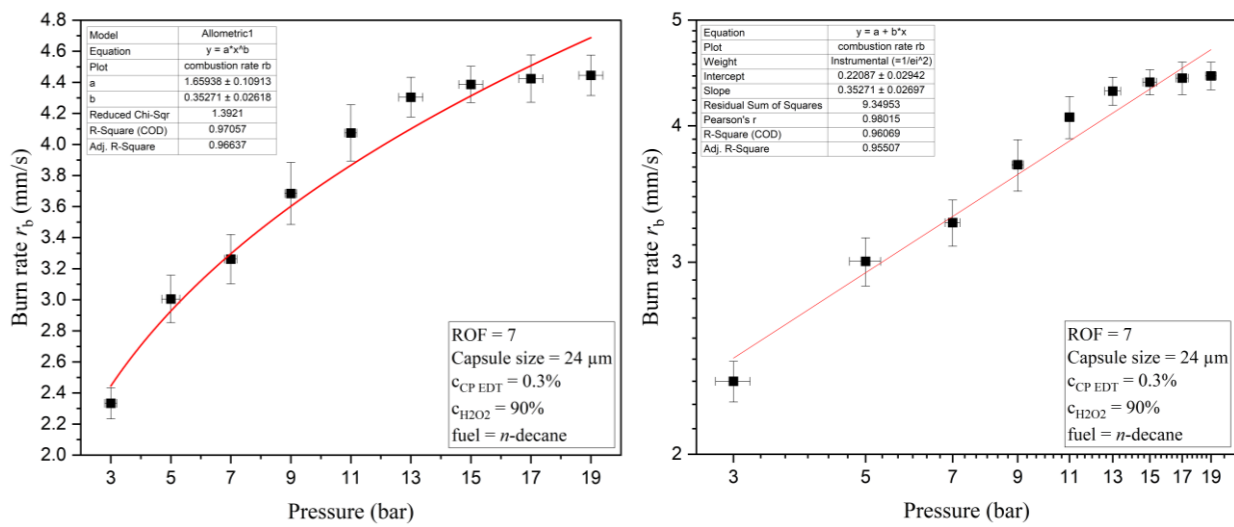 Model Allometric1
Equation y = a*x^b
Plot combustion rate rb
a 1.65938 ± 0.10913
b 0.35271 ± 0.02618
Reduced Chi-Sqr 1.3921
R-Square (COD) 0.97057
Adj. R-Square 0.96637
4.8
4.6
4.4
4.2
4.0
3.8
3.6
3.4
3.2
3.0
2.8
2.6
2.4
2.2
2.0
Burn rate r_b (mm/s)
ROF = 7
Capsule size = 24 µm
c_CP EDT = 0.3%
c_H2O2 = 90%
fuel = n-decane
3 5 7 9 11 13 15 17 19
Pressure (bar)
Equation y = a + b*x
Plot combustion rate rb
Weight Instrumental (=1/ei^2)
Intercept 0.22087 ± 0.02942
Slope 0.35271 ± 0.02697
Residual Sum of Squares 9.34953
Pearson's r 0.98015
R-Square (COD) 0.96069
Adj. R-Square 0.95507
5
4
3
2
Burn rate r_b (mm/s)
ROF = 7
Capsule size = 24 µm
c_CP EDT = 0.3%
c_H2O2 = 90%
fuel = n-decane
3 5 7 9 11 13 15 17 19
Pressure (bar)